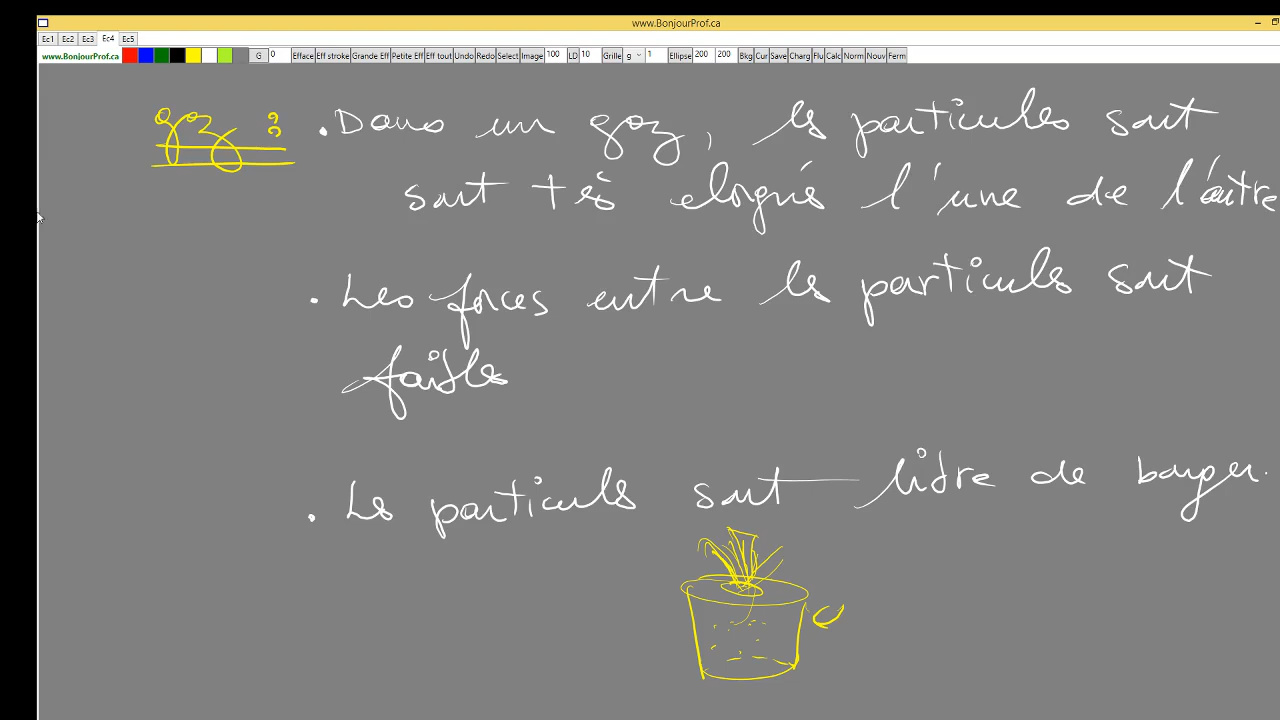 www.BonjourProf.ca
Ec1 Ec2 Ec3 Ec4 Ec5
www.BonjourProf.ca G 0 Efface Eff stroke Grande Eff Petite Eff Eff tout Undo Redo Select Image 100 LD 10 Grille g 1 Ellipse 200 200 Bkg Cur Save Charg Flu Calc Norm Nouv Ferm
gaz : • Dans un gaz, les particules sont
sont très eloignés l'une de l'autre
• Les forces entre les particules sont
faibles
• Les particules sont libre de bouger.